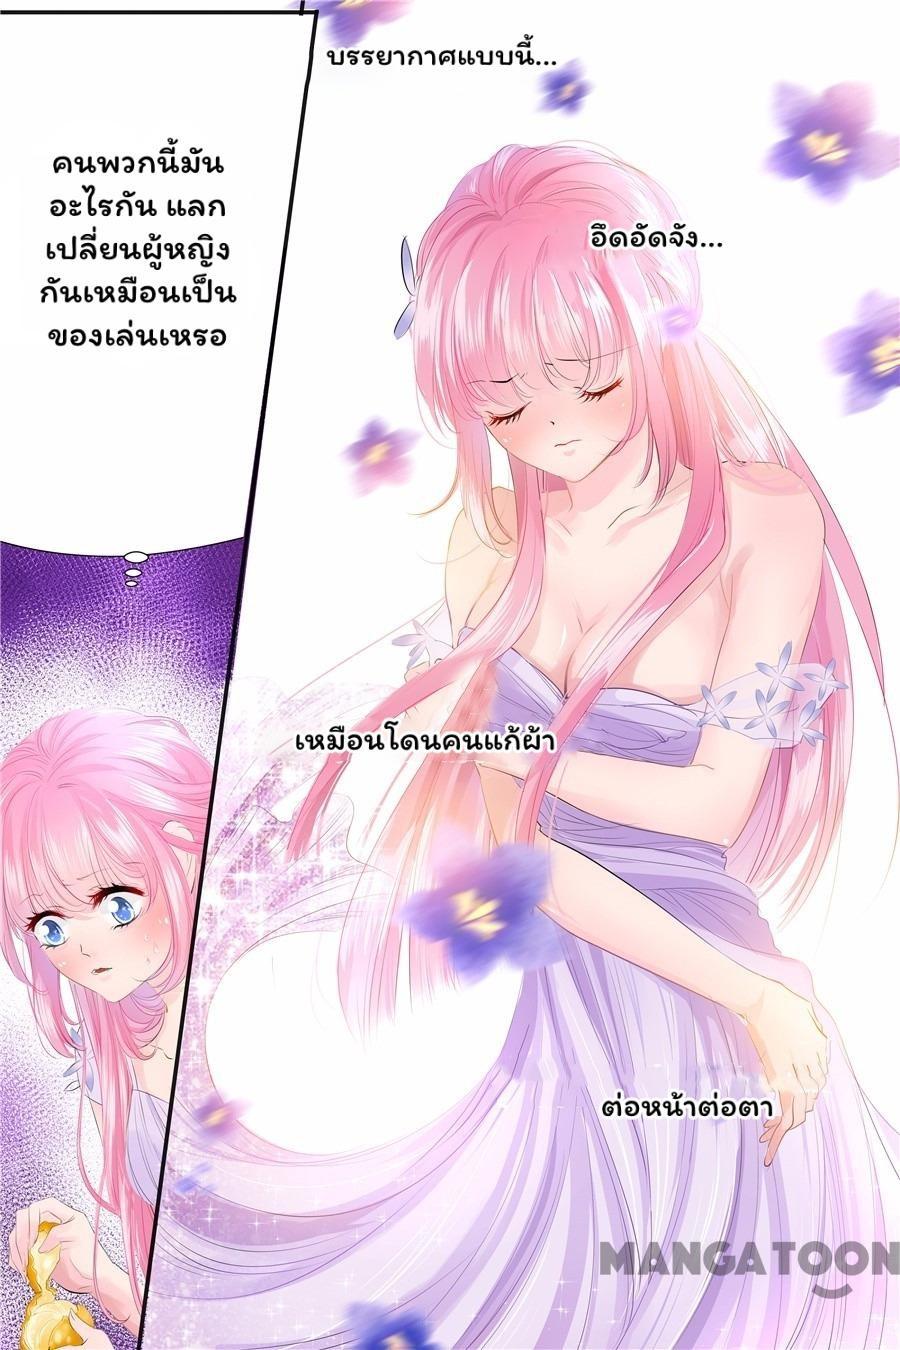 คนพวกนี้มัน
อะไรกัน แลก
เปลี่ยนผู้หญิง
กันเหมือนเป็น
ของเล่นเหรอ
บรรยากาศแบบนี้...
อึดอัดจัง...
เหมือนโดนคนแก้ผ้า
ต่อหน้าต่อตา
MANGATOON